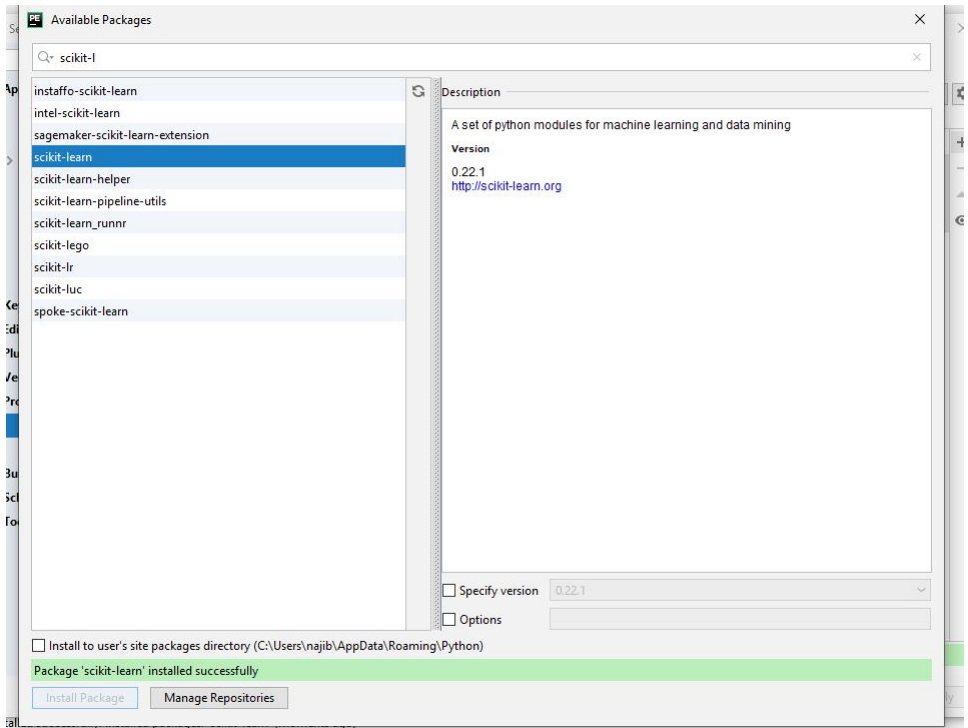 PE Available Packages
scikit-l
instaffo-scikit-learn
intel-scikit-learn
sagemaker-scikit-learn-extension
scikit-learn
scikit-learn-helper
scikit-learn-pipeline-utils
scikit-learn_runnr
scikit-lego
scikit-lr
scikit-luc
spoke-scikit-learn
Description
A set of python modules for machine learning and data mining
Version
0.22.1
http://scikit-learn.org
Specify version 0.22.1
Options
Install to user's site packages directory (C:\Users\najib\AppData\Roaming\Python)
Package 'scikit-learn' installed successfully
Install Package Manage Repositories